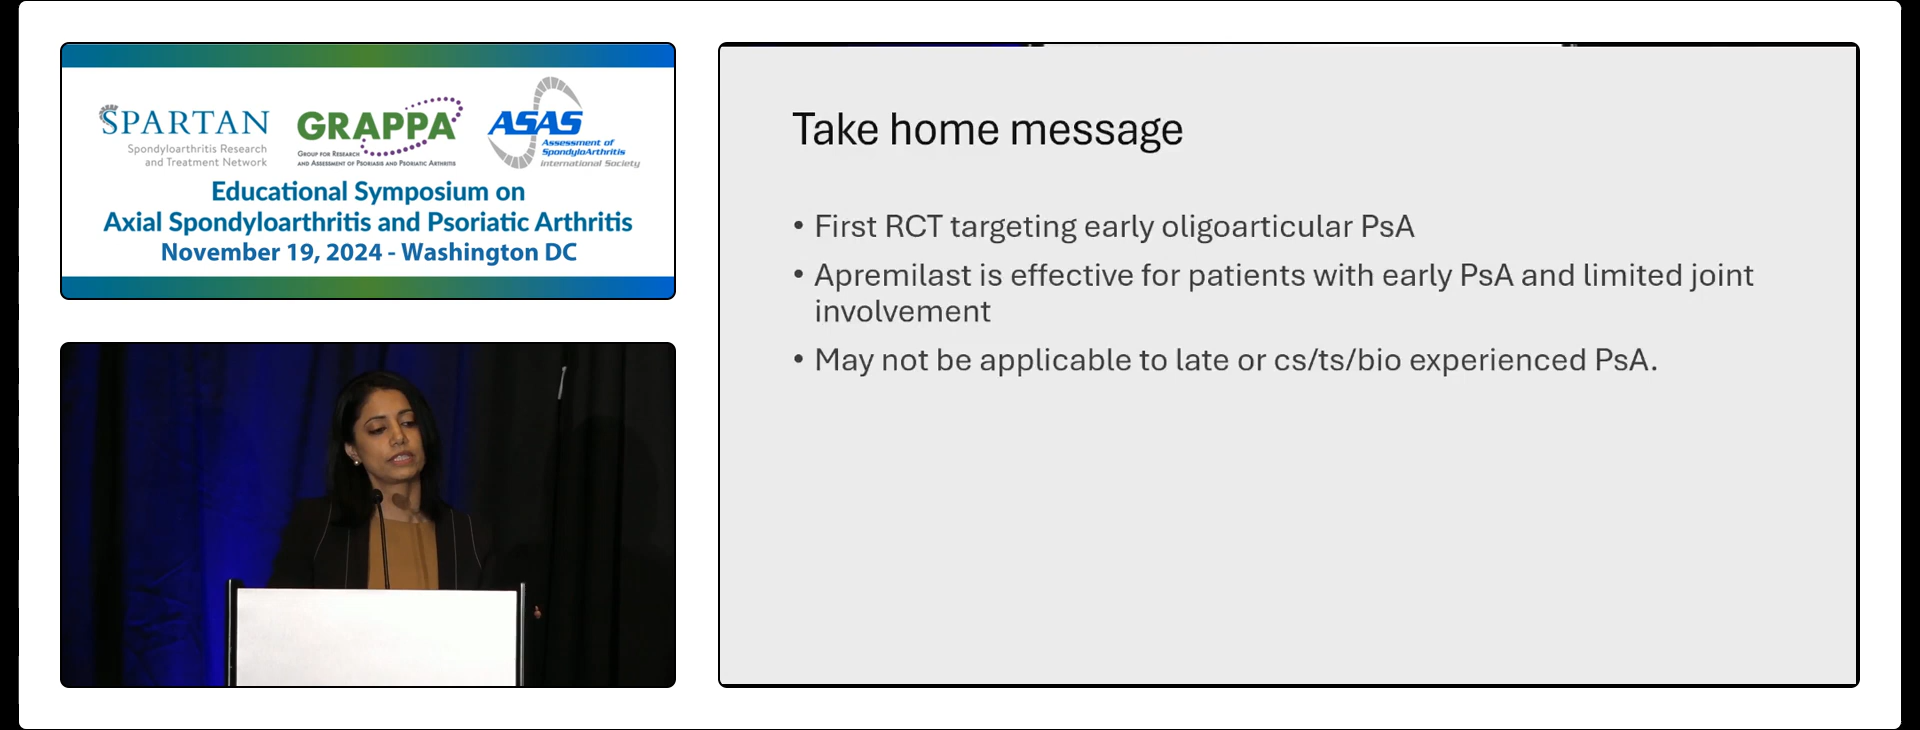 SPARTAN
Spondyloarthritis Research
and Treatment Network
GRAPPA
GROUP FOR RESEARCH
AND ASSESSMENT OF PSORIASIS AND PSORIATIC ARTHRITIS
ASAS
Assessment of
SpondyloArthritis
international Society
Educational Symposium on
Axial Spondyloarthritis and Psoriatic Arthritis
November 19, 2024 - Washington DC
Take home message
• First RCT targeting early oligoarticular PsA
• Apremilast is effective for patients with early PsA and limited joint
involvement
• May not be applicable to late or cs/ts/bio experienced PsA.